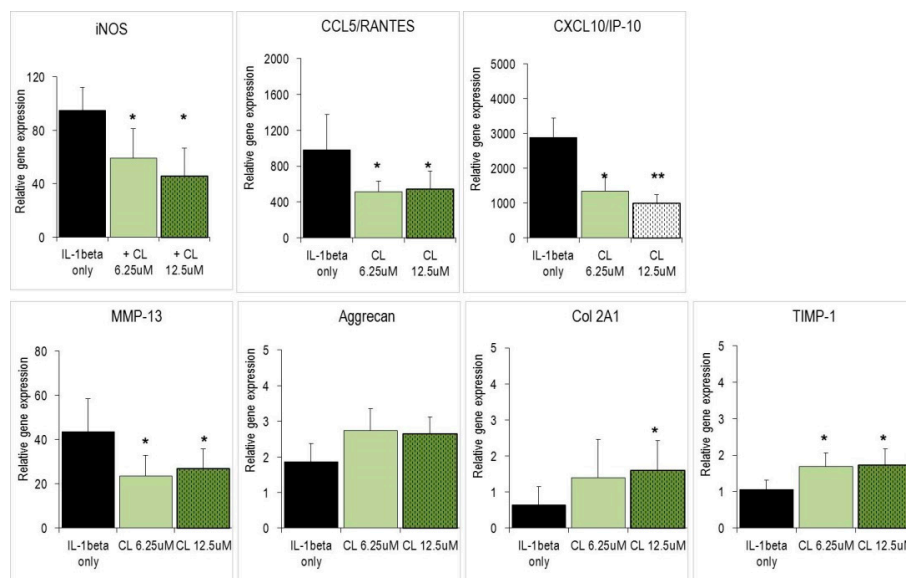 iNOS
Relative gene expression
120
80
40
0
*
*
IL-1beta only
+ CL 6.25uM
+ CL 12.5uM
CCL5/RANTES
Relative gene expression
2000
1600
1200
800
400
0
*
*
IL-1beta only
CL 6.25uM
CL 12.5uM
CXCL10/IP-10
Relative gene expression
5000
4000
3000
2000
1000
0
*
**
IL-1beta only
CL 6.25uM
CL 12.5uM
MMP-13
Relative gene expression
80
60
40
20
0
*
*
IL-1beta only
CL 6.25uM
CL 12.5uM
Aggrecan
Relative gene expression
5
4
3
2
1
0
IL-1beta only
CL 6.25uM
CL 12.5uM
Col 2A1
Relative gene expression
5
4
3
2
1
0
*
IL-1beta only
CL 6.25uM
CL 12.5uM
TIMP-1
Relative gene expression
5
4
3
2
1
0
*
*
IL-1beta only
CL 6.25uM
CL 12.5uM